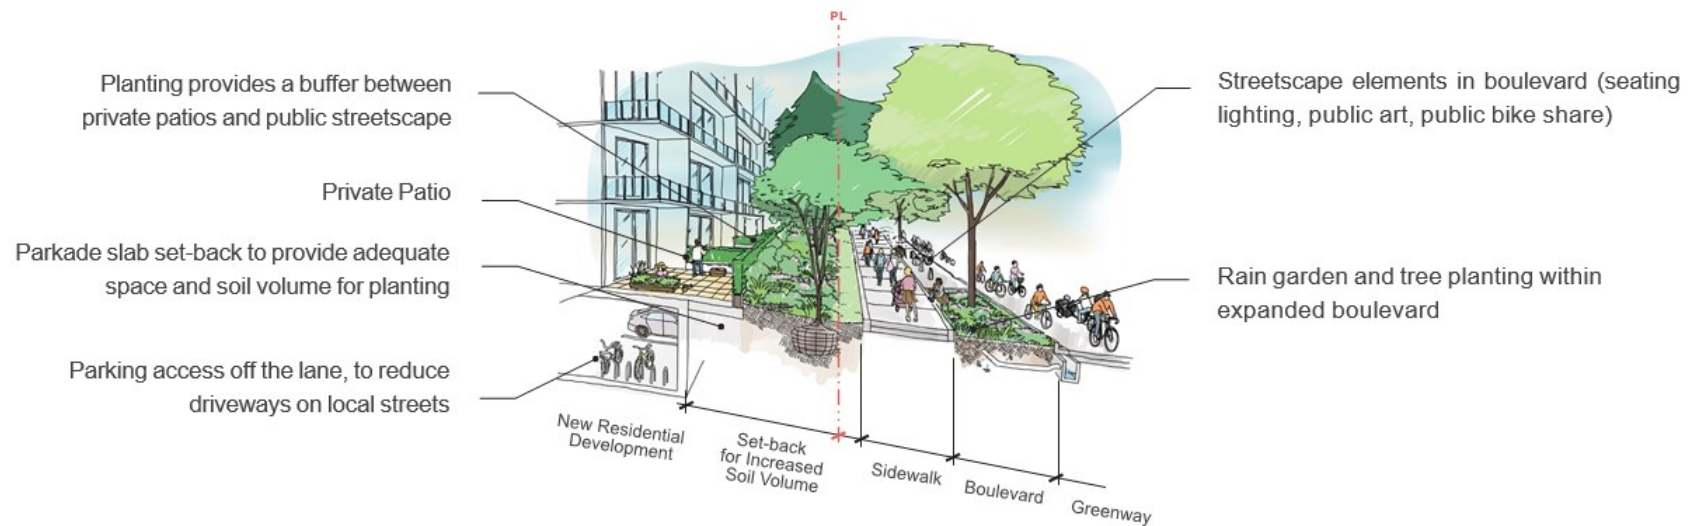 PL
Planting provides a buffer between
private patios and public streetscape
Private Patio
Parkade slab set-back to provide adequate
space and soil volume for planting
Parking access off the lane, to reduce
driveways on local streets
Streetscape elements in boulevard (seating
lighting, public art, public bike share)
Rain garden and tree planting within
expanded boulevard
New Residential
Development
Set-back
for Increased
Soil Volume
Sidewalk
Boulevard
Greenway